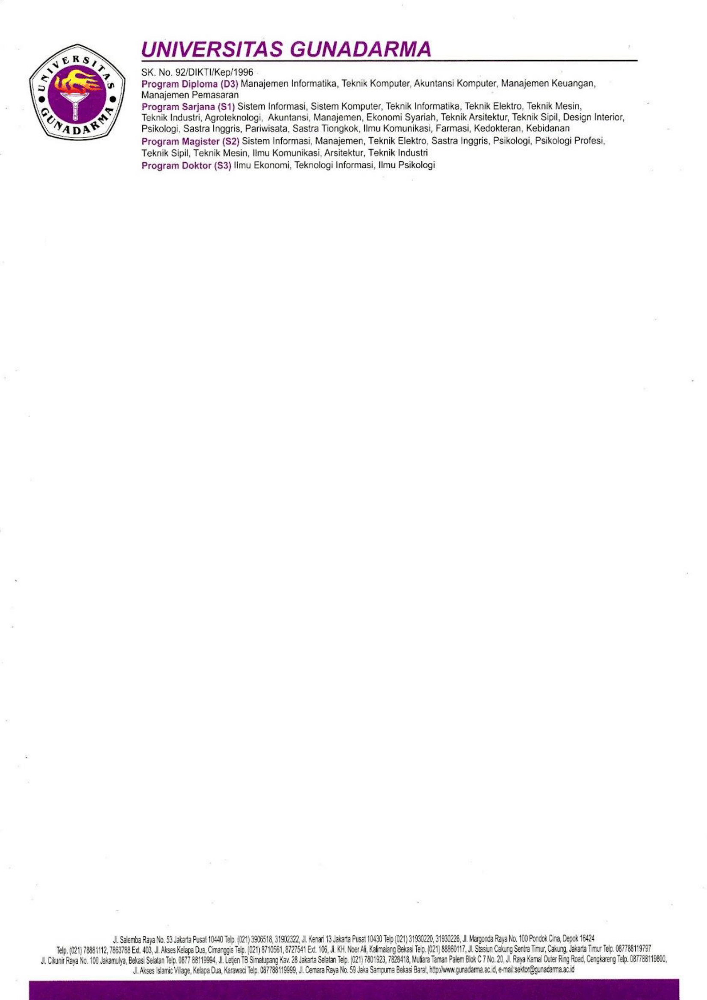 UNIVERSITAS GUNADARMA
UNIVERSITAS
GUNADARMA
SK. No. 92/DIKTI/Kep/1996
Program Diploma (D3) Manajemen Informatika, Teknik Komputer, Akuntansi Komputer, Manajemen Keuangan,
Manajemen Pemasaran
Program Sarjana (S1) Sistem Informasi, Sistem Komputer, Teknik Informatika, Teknik Elektro, Teknik Mesin,
Teknik Industri, Agroteknologi, Akuntansi, Manajemen, Ekonomi Syariah, Teknik Arsitektur, Teknik Sipil, Design Interior,
Psikologi, Sastra Inggris, Pariwisata, Sastra Tiongkok, Ilmu Komunikasi, Farmasi, Kedokteran, Kebidanan
Program Magister (S2) Sistem Informasi, Manajemen, Teknik Elektro, Sastra Inggris, Psikologi, Psikologi Profesi,
Teknik Sipil, Teknik Mesin, Ilmu Komunikasi, Arsitektur, Teknik Industri
Program Doktor (S3) Ilmu Ekonomi, Teknologi Informasi, Ilmu Psikologi
Jl. Salemba Raya No. 53 Jakarta Pusat 10440 Telp. (021) 3906518, 31902322, Jl. Kenari 13 Jakarta Pusat 10430 Telp (021) 31930220, 31930226, Jl. Margonda Raya No. 100 Pondok Cina, Depok 16424
Telp. (021) 78881112, 7863788 Ext. 403, Jl. Akses Kelapa Dua, Cimanggis Telp. (021) 8710561, 8727541 Ext. 106, Jl. KH. Noer Ali, Kalimalang Bekasi Telp. (021) 88860117, Jl. Stasiun Cakung Sentra Timur, Cakung, Jakarta Timur Telp. 087788119797
Jl. Cikunir Raya No. 100 Jakamulya, Bekasi Selatan Telp. 0877 88119994, Jl. Letjen TB Simatupang Kav. 28 Jakarta Selatan Telp. (021) 7801923, 7828418, Mutiara Taman Palem Blok C 7 No. 20, Jl. Raya Kamal Outer Ring Road, Cengkareng Telp. 087788119800,
Jl. Akses Islamic Village, Kelapa Dua, Karawaci Telp. 087788119999, Jl. Cemara Raya No. 59 Jaka Sampurna Bekasi Barat, http://www.gunadarma.ac.id, e-mail:sektor@gunadarma.ac.id